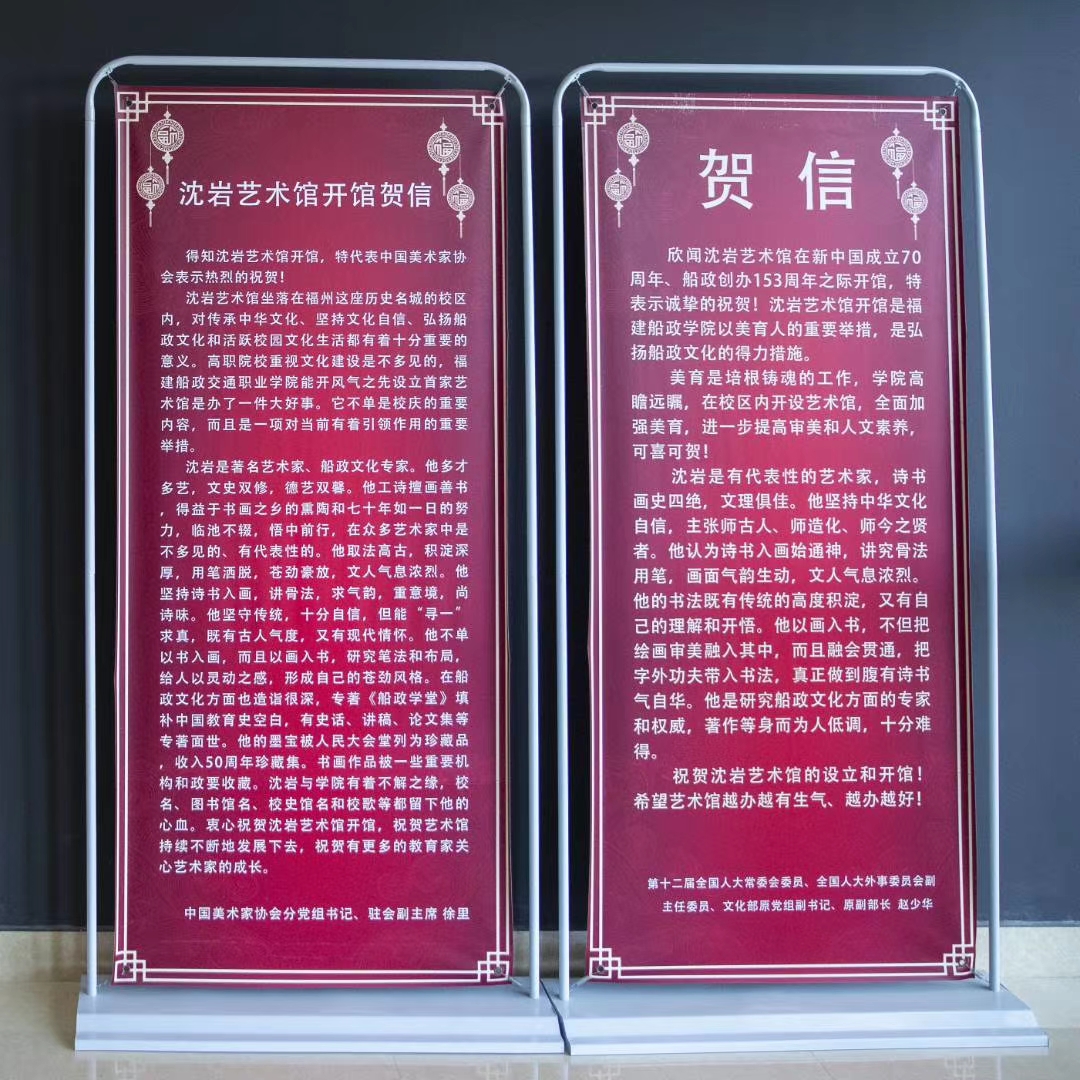 沈岩艺术馆开馆贺信
得知沈岩艺术馆开馆，特代表中国美术家协
会表示热烈的祝贺！
沈岩艺术馆坐落在福州这座历史名城的校区
内，对传承中华文化、坚持文化自信、弘扬船
政文化和活跃校园文化生活都有着十分重要的
意义。高职院校重视文化建设是不多见的，福
建船政交通职业学院能开风气之先设立首家艺
术馆是办了一件大好事。它不单是校庆的重要
内容，而且是一项对当前有着引领作用的重要
举措。
沈岩是著名艺术家、船政文化专家。他多才
多艺，文史双修，德艺双馨。他工诗擅画善书
，得益于书画之乡的熏陶和七十年如一日的努
力，临池不辍，悟中前行，在众多艺术家中是
不多见的、有代表性的。他取法高古，积淀深
厚，用笔洒脱，苍劲豪放，文人气息浓烈。他
坚持诗书入画，讲骨法，求气韵，重意境，尚
诗味。他坚守传统，十分自信，但能“寻一”
求真，既有古人气度，又有现代情怀。他不单
以书入画，而且以画入书，研究笔法和布局，
给人以灵动之感，形成自己的苍劲风格。在船
政文化方面也造诣很深，专著《船政学堂》填
补中国教育史空白，有史话、讲稿、论文集等
专著面世。他的墨宝被人民大会堂列为珍藏品
，收入50周年珍藏集。书画作品被一些重要机
构和政要收藏。沈岩与学院有着不解之缘，校
名、图书馆名、校史馆名和校歌等都留下他的
心血。衷心祝贺沈岩艺术馆开馆，祝贺艺术馆
持续不断地发展下去，祝贺有更多的教育家关
心艺术家的成长。
中国美术家协会分党组书记、驻会副主席 徐里
贺 信
欣闻沈岩艺术馆在新中国成立70
周年、船政创办153周年之际开馆，特
表示诚挚的祝贺！沈岩艺术馆开馆是福
建船政学院以美育人的重要举措，是弘
扬船政文化的得力措施。
美育是培根铸魂的工作，学院高
瞻远瞩，在校区内开设艺术馆，全面加
强美育，进一步提高审美和人文素养，
可喜可贺！
沈岩是有代表性的艺术家，诗书
画史四绝，文理俱佳。他坚持中华文化
自信，主张师古人、师造化、师今之贤
者。他认为诗书入画始通神，讲究骨法
用笔，画面气韵生动，文人气息浓烈。
他的书法既有传统的高度积淀，又有自
己的理解和开悟。他以画入书，不但把
绘画审美融入其中，而且融会贯通，把
字外功夫带入书法，真正做到腹有诗书
气自华。他是研究船政文化方面的专家
和权威，著作等身而为人低调，十分难
得。
祝贺沈岩艺术馆的设立和开馆！
希望艺术馆越办越有生气、越办越好！
第十二届全国人大常委会委员、全国人大外事委员会副
主任委员、文化部原党组副书记、原副部长 赵少华